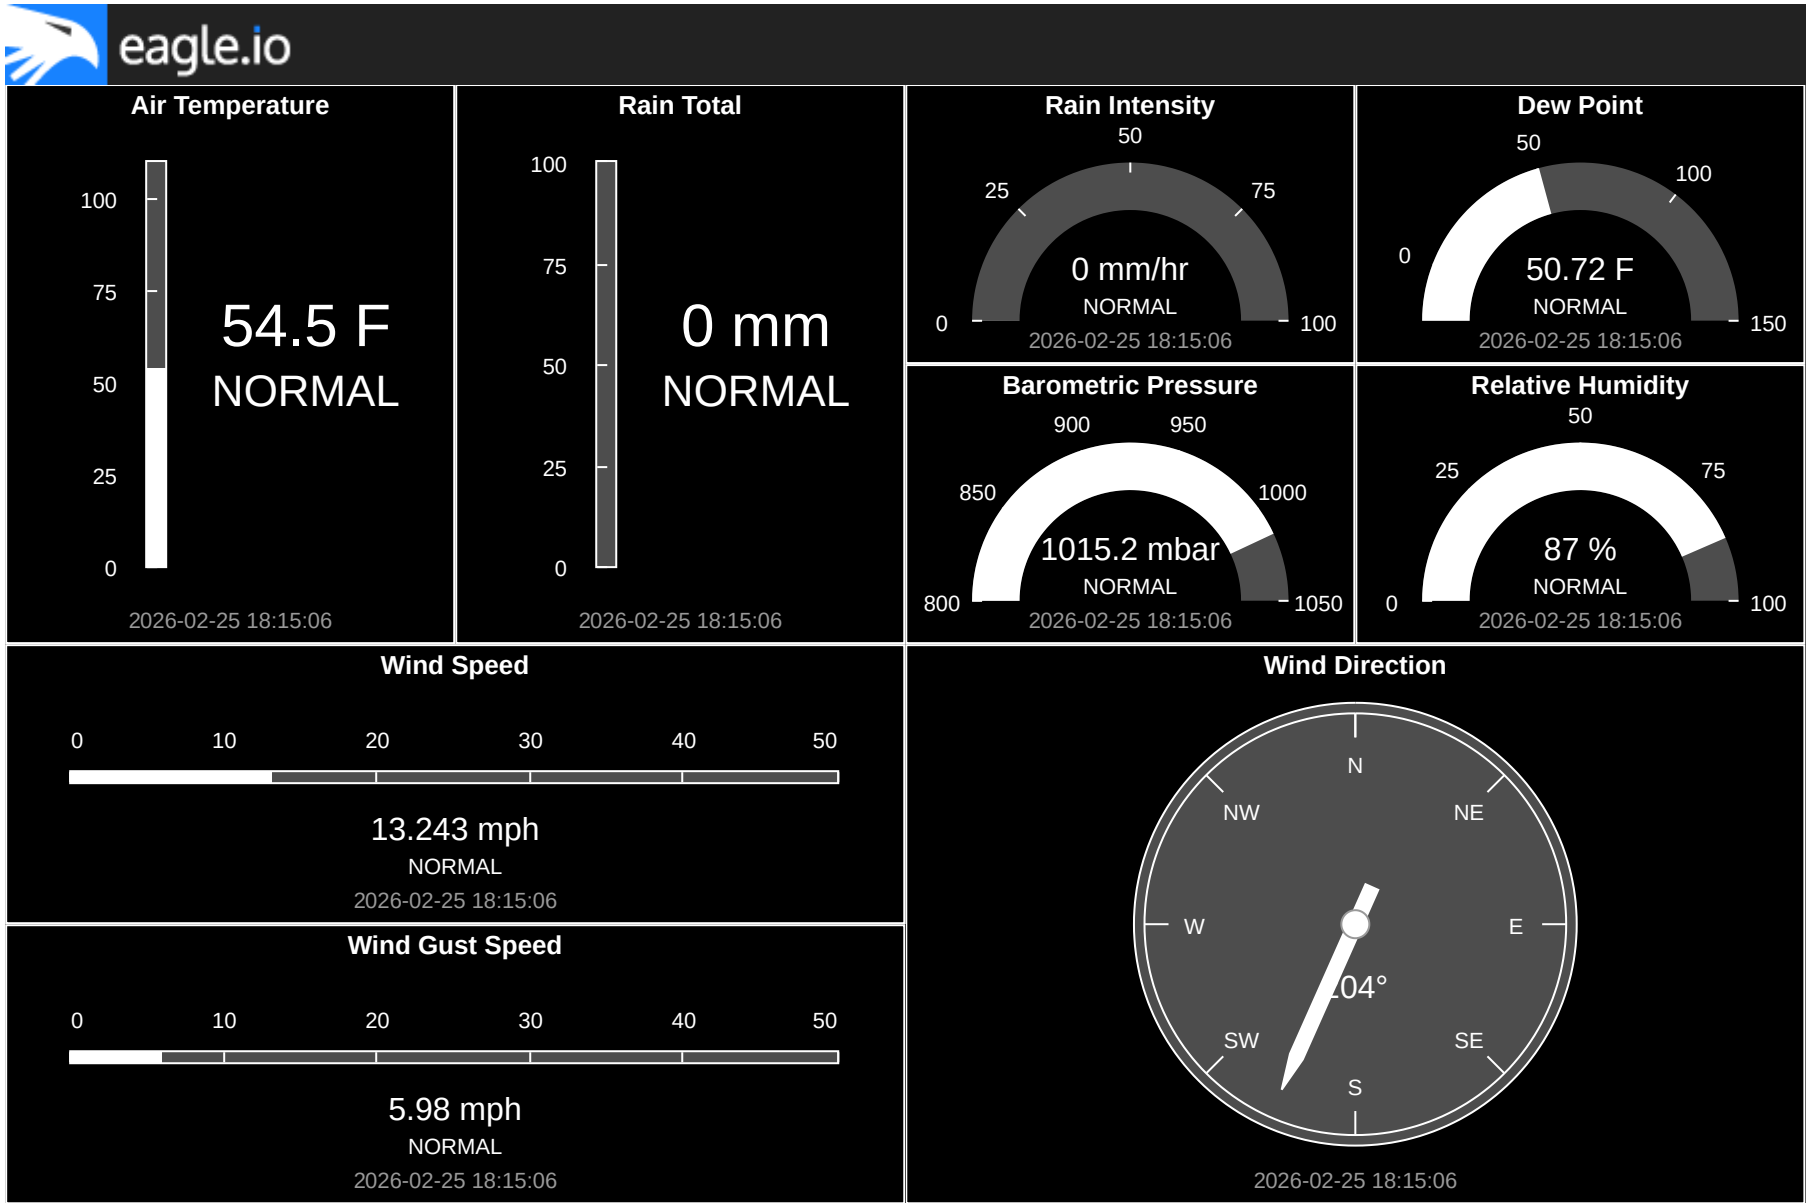 eagle.io
Air Temperature
100
75
50
25
0
54.5 F
NORMAL
2026-02-25 18:15:06
Rain Total
100
75
50
25
0
0 mm
NORMAL
2026-02-25 18:15:06
Rain Intensity
0
25
50
75
100
0 mm/hr
NORMAL
2026-02-25 18:15:06
Dew Point
0
50
100
150
50.72 F
NORMAL
2026-02-25 18:15:06
Barometric Pressure
800
850
900
950
1000
1050
1015.2 mbar
NORMAL
2026-02-25 18:15:06
Relative Humidity
0
25
50
75
100
87 %
NORMAL
2026-02-25 18:15:06
Wind Speed
0 10 20 30 40 50
13.243 mph
NORMAL
2026-02-25 18:15:06
Wind Gust Speed
0 10 20 30 40 50
5.98 mph
NORMAL
2026-02-25 18:15:06
Wind Direction
N
NW NE
W E
SW SE
S
2026-02-25 18:15:06